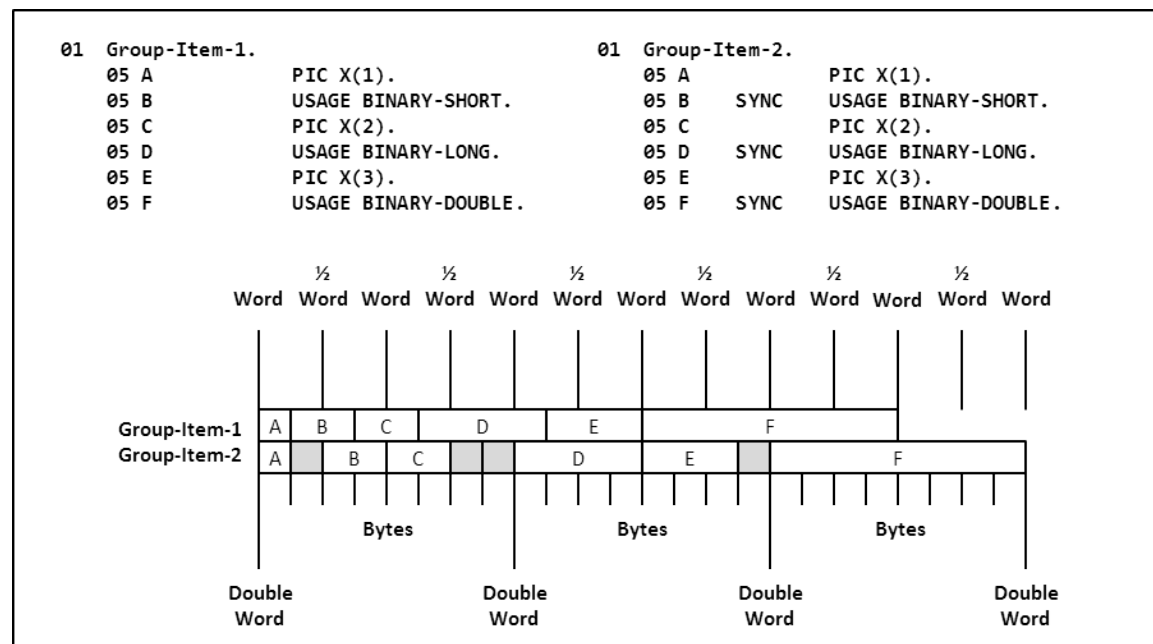 01 Group-Item-1.
05 A PIC X(1).
05 B USAGE BINARY-SHORT.
05 C PIC X(2).
05 D USAGE BINARY-LONG.
05 E PIC X(3).
05 F USAGE BINARY-DOUBLE.
01 Group-Item-2.
05 A PIC X(1).
05 B SYNC USAGE BINARY-SHORT.
05 C PIC X(2).
05 D SYNC USAGE BINARY-LONG.
05 E PIC X(3).
05 F SYNC USAGE BINARY-DOUBLE.
½ ½ ½ ½ ½ ½
Word Word Word Word Word Word Word Word Word Word Word Word Word
Group-Item-1 A B C D E F
Group-Item-2 A B C D E F
Bytes Bytes Bytes
Double Double Double Double
Word Word Word Word